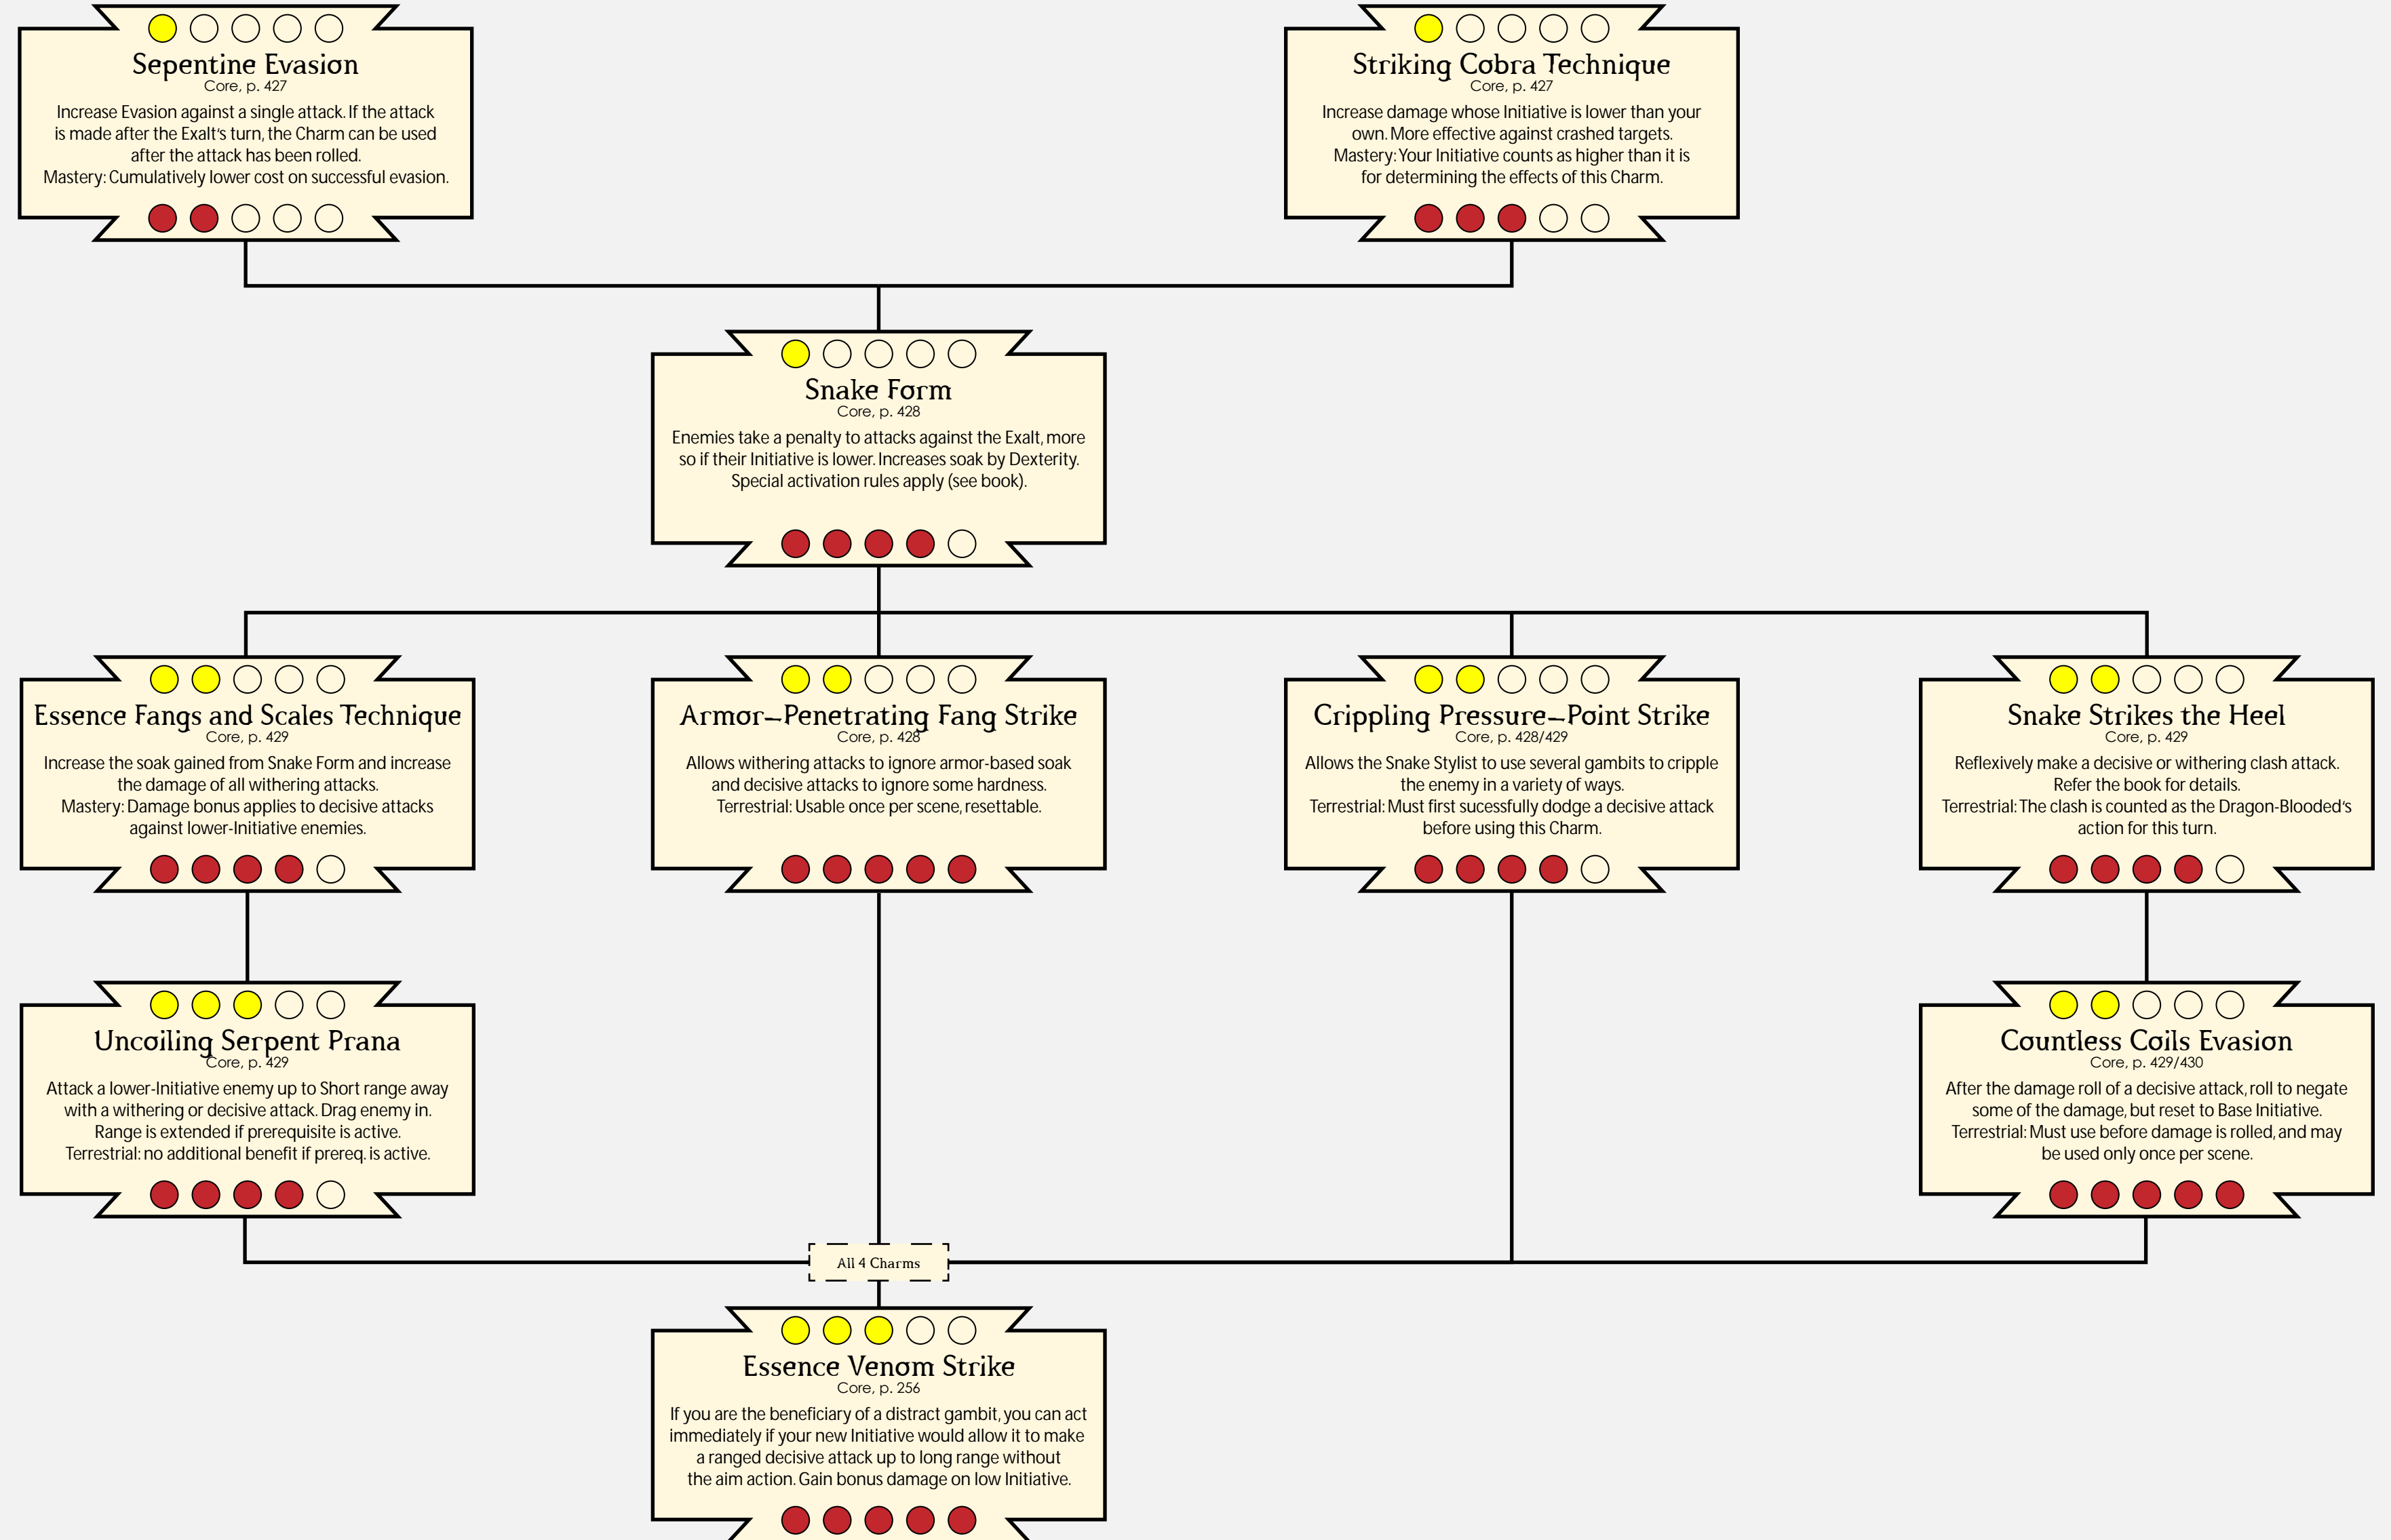 Sepentine Evasion
Core, p. 427
Increase Evasion against a single attack. If the attack
is made after the Exalt's turn, the Charm can be used
after the attack has been rolled.
Mastery: Cumulatively lower cost on successful evasion.
Striking Cobra Technique
Core, p. 427
Increase damage whose Initiative is lower than your
own. More effective against crashed targets.
Mastery: Your Initiative counts as higher than it is
for determining the effects of this Charm.
Snake Form
Core, p. 428
Enemies take a penalty to attacks against the Exalt, more
so if their Initiative is lower. Increases soak by Dexterity.
Special activation rules apply (see book).
Essence Fangs and Scales Technique
Core, p. 429
Increase the soak gained from Snake Form and increase
the damage of all withering attacks.
Mastery: Damage bonus applies to decisive attacks
against lower-Initiative enemies.
Armor-Penetrating Fang Strike
Core, p. 428
Allows withering attacks to ignore armor-based soak
and decisive attacks to ignore some hardness.
Terrestrial: Usable once per scene, resettable.
Crippling Pressure-Point Strike
Core, p. 428/429
Allows the Snake Stylist to use several gambits to cripple
the enemy in a variety of ways.
Terrestrial: Must first sucessfully dodge a decisive attack
before using this Charm.
Snake Strikes the Heel
Core, p. 429
Reflexively make a decisive or withering clash attack.
Refer the book for details.
Terrestrial: The clash is counted as the Dragon-Blooded's
action for this turn.
Uncoiling Serpent Prana
Core, p. 429
Attack a lower-Initiative enemy up to Short range away
with a withering or decisive attack. Drag enemy in.
Range is extended if prerequisite is active.
Terrestrial: no additional benefit if prereq. is active.
Countless Coils Evasion
Core, p. 429/430
After the damage roll of a decisive attack, roll to negate
some of the damage, but reset to Base Initiative.
Terrestrial: Must use before damage is rolled, and may
be used only once per scene.
All 4 Charms
Essence Venom Strike
Core, p. 256
If you are the beneficiary of a distract gambit, you can act
immediately if your new Initiative would allow it to make
a ranged decisive attack up to long range without
the aim action. Gain bonus damage on low Initiative.